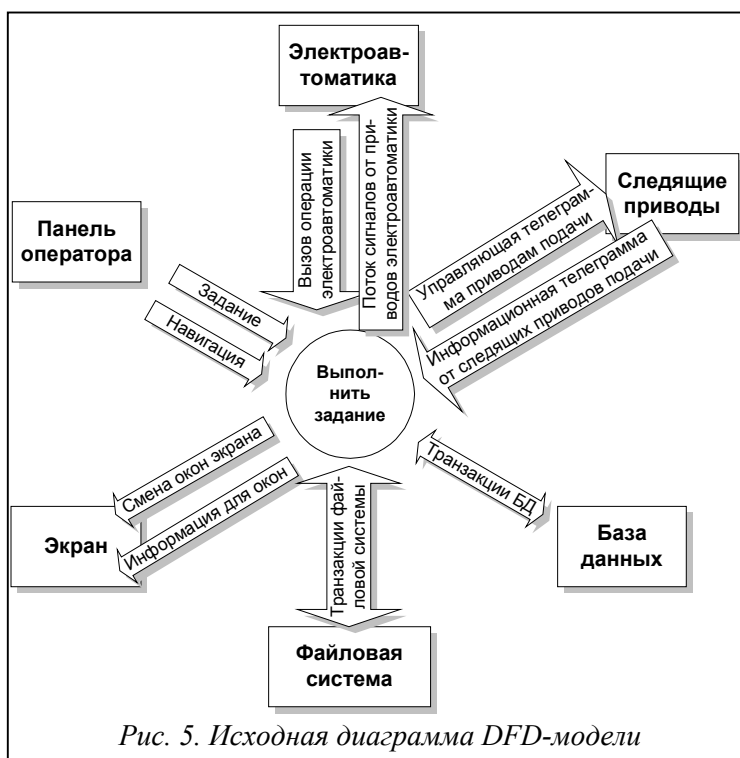 Электроав-
томатика
Вызов операции
электроавтоматики
Поток сигналов от при-
водов электроавтоматики
Следящие
приводы
Управляющая телеграм-
ма приводам подачи
Информационная телеграмма
от следящих приводов подачи
Панель
оператора
Задание
Навигация
Выпол-
нить
задание
Смена окон экрана
Информация для окон
Экран
Транзакции фай-
ловой системы
Транзакции БД
База
данных
Файловая
система
Рис. 5. Исходная диаграмма DFD-модели